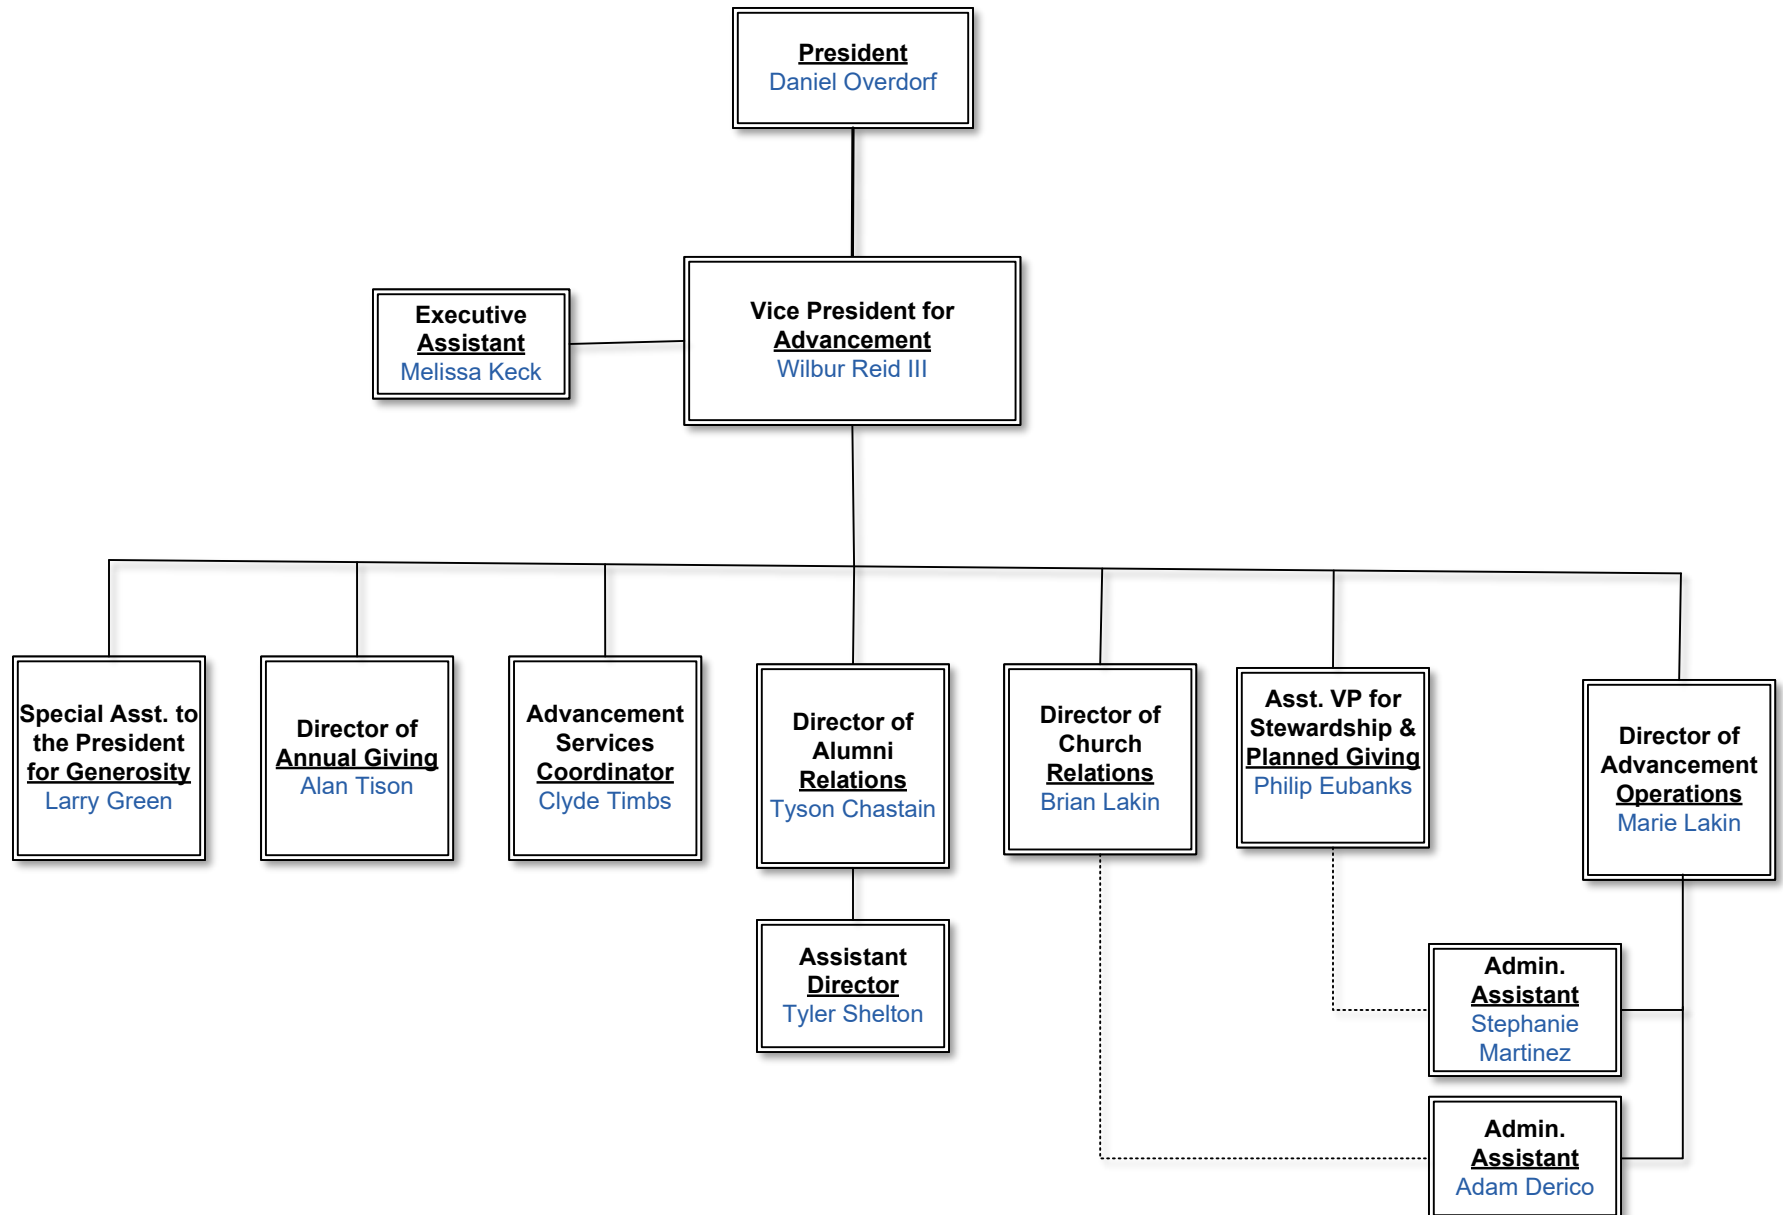 President
Daniel Overdorf
Executive
Assistant
Melissa Keck
Vice President for
Advancement
Wilbur Reid III
Special Asst. to
the President
for Generosity
Larry Green
Director of
Annual Giving
Alan Tison
Advancement
Services
Coordinator
Clyde Timbs
Director of
Alumni
Relations
Tyson Chastain
Director of
Church
Relations
Brian Lakin
Asst. VP for
Stewardship &
Planned Giving
Philip Eubanks
Director of
Advancement
Operations
Marie Lakin
Assistant
Director
Tyler Shelton
Admin.
Assistant
Stephanie
Martinez
Admin.
Assistant
Adam Derico